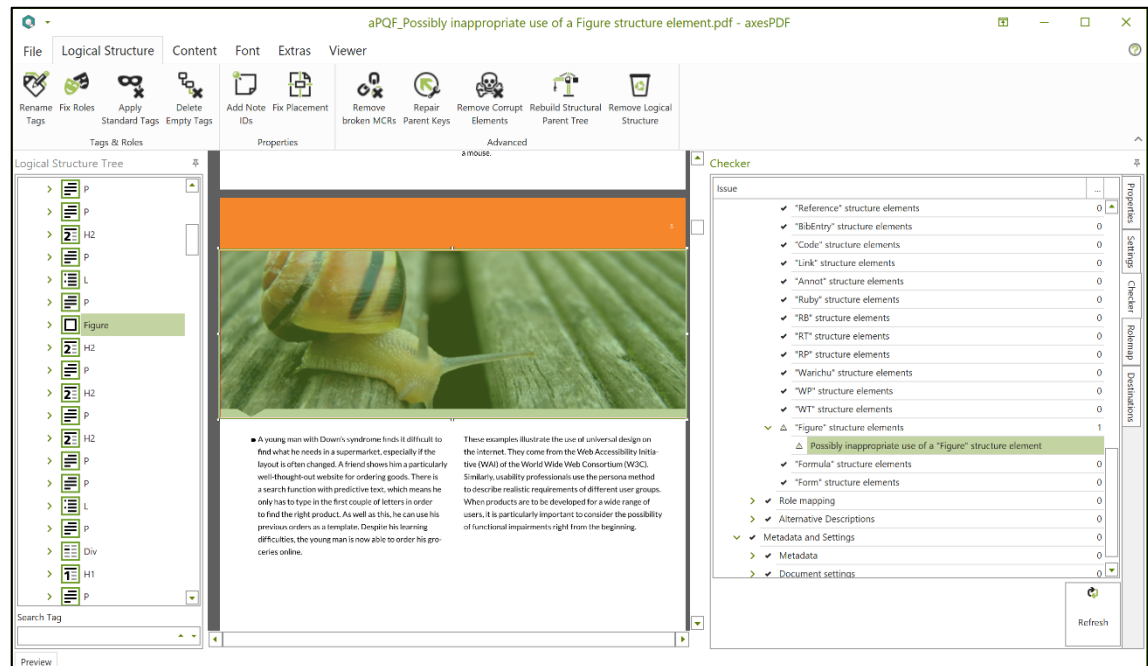 aPQF_Possibly inappropriate use of a Figure structure element.pdf - axesPDF
File Logical Structure Content Font Extras Viewer
Rename Tags
Fix Roles
Apply Standard Tags
Delete Empty Tags
Add Note IDs
Fix Placement
Remove broken MCRs
Repair Parent Keys
Remove Corrupt Elements
Rebuild Structural Parent Tree
Remove Logical Structure
Tags & Roles
Properties
Advanced
Logical Structure Tree
P
P
H2
P
L
P
Figure
H2
P
H2
P
H2
P
P
L
P
Div
H1
P
Search Tag
Preview
a mouse.
A young man with Down's syndrome finds it difficult to
find what he needs in a supermarket, especially if the
layout is often changed. A friend shows him a particularly
well-thought-out website for ordering goods. There is
a search function with predictive text, which means he
only has to type in the first couple of letters in order
to find the right product. As well as this, he can use his
previous orders as a template. Despite his learning
difficulties, the young man is now able to order his gro-
ceries online.
These examples illustrate the use of universal design on
the internet. They come from the Web Accessibility Initia-
tive (WAI) of the World Wide Web Consortium (W3C).
Similarly, usability professionals use the persona method
to describe realistic requirements of different user groups.
When products are to be developed for a wide range of
users, it is particularly important to consider the possibility
of functional impairments right from the beginning.
Checker
Issue ...
"Reference" structure elements 0
"BibEntry" structure elements 0
"Code" structure elements 0
"Link" structure elements 0
"Annot" structure elements 0
"Ruby" structure elements 0
"RB" structure elements 0
"RT" structure elements 0
"RP" structure elements 0
"Warichu" structure elements 0
"WP" structure elements 0
"WT" structure elements 0
"Figure" structure elements 1
Possibly inappropriate use of a "Figure" structure element
"Formula" structure elements 0
"Form" structure elements 0
Role mapping 0
Alternative Descriptions 0
Metadata and Settings 0
Metadata 0
Document settings 0
Refresh
Properties
Settings
Checker
Rolemap
Destinations